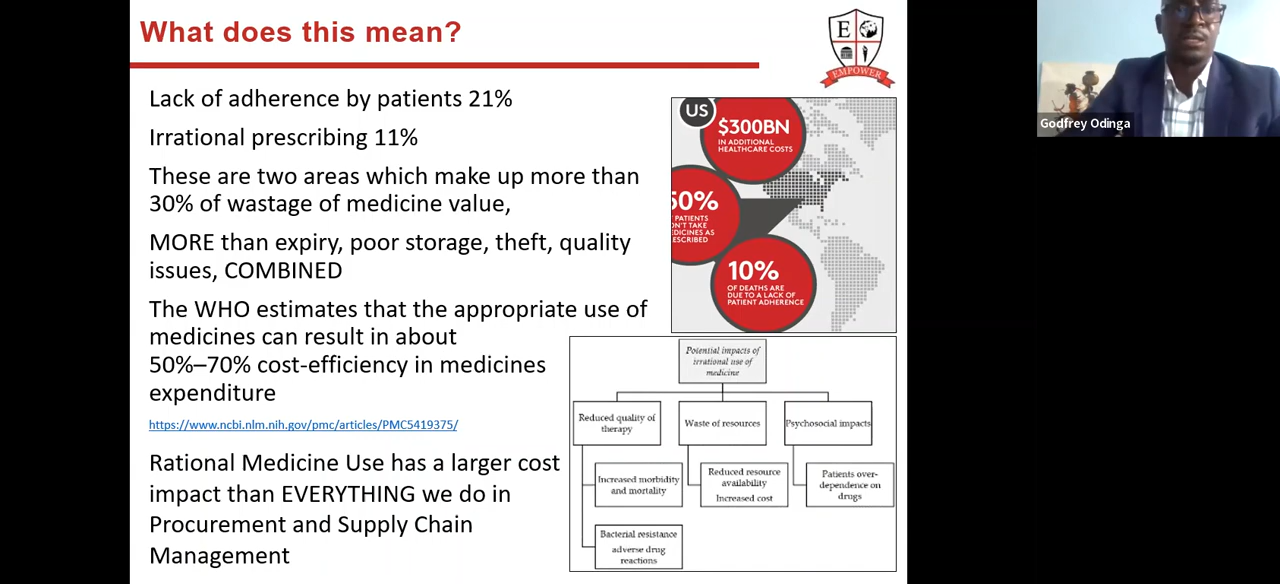 What does this mean?
E
EMPOWER
Lack of adherence by patients 21%
Irrational prescribing 11%
These are two areas which make up more than
30% of wastage of medicine value,
MORE than expiry, poor storage, theft, quality
issues, COMBINED
The WHO estimates that the appropriate use of
medicines can result in about
50%–70% cost-efficiency in medicines
expenditure
https://www.ncbi.nlm.nih.gov/pmc/articles/PMC5419375/
Rational Medicine Use has a larger cost
impact than EVERYTHING we do in
Procurement and Supply Chain
Management
US
$300BN
IN ADDITIONAL
HEALTHCARE COSTS
50%
PATIENTS
N'T TAKE
EDICINES AS
ESCRIBED
10%
OF DEATHS ARE
DUE TO A LACK OF
PATIENT ADHERENCE
Potential impacts of
irrational use of
medicine
Reduced quality of
therapy
Waste of resources
Psychosocial impacts
Increased morbidity
and mortality
Reduced resource
availability
Increased cost
Patients over-
dependence on
drugs
Bacterial resistance
adverse drug
reactions
Godfrey Odinga